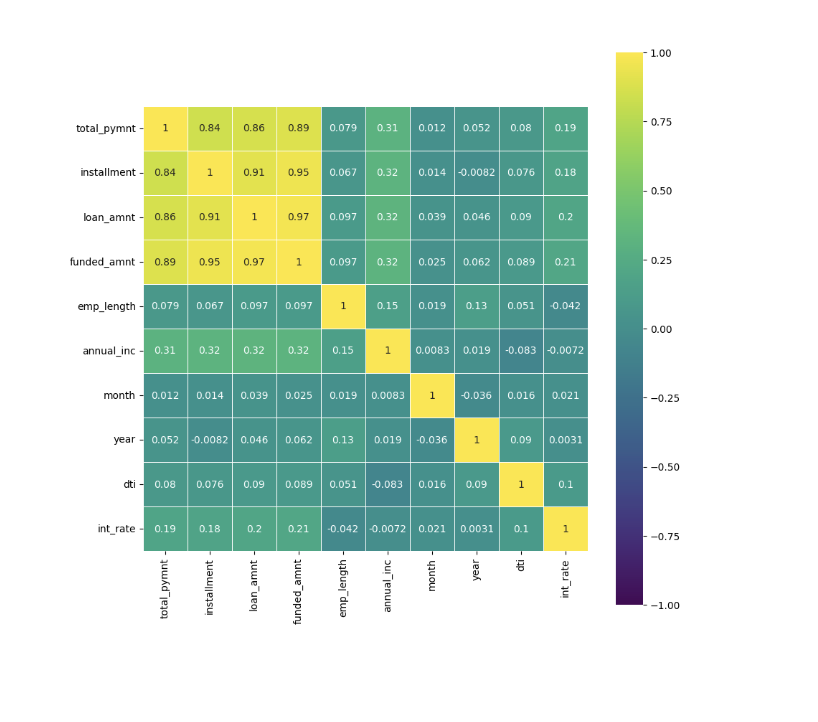 1.00
total_pymnt 1 0.84 0.86 0.89 0.079 0.31 0.012 0.052 0.08 0.19
0.75
installment 0.84 1 0.91 0.95 0.067 0.32 0.014 -0.0082 0.076 0.18
0.50
loan_amnt 0.86 0.91 1 0.97 0.097 0.32 0.039 0.046 0.09 0.2
funded_amnt 0.89 0.95 0.97 1 0.097 0.32 0.025 0.062 0.089 0.21
0.25
emp_length 0.079 0.067 0.097 0.097 1 0.15 0.019 0.13 0.051 -0.042
0.00
annual_inc 0.31 0.32 0.32 0.32 0.15 1 0.0083 0.019 -0.083 -0.0072
month 0.012 0.014 0.039 0.025 0.019 0.0083 1 -0.036 0.016 0.021
−0.25
year 0.052 -0.0082 0.046 0.062 0.13 0.019 -0.036 1 0.09 0.0031
−0.50
dti 0.08 0.076 0.09 0.089 0.051 -0.083 0.016 0.09 1 0.1
int_rate 0.19 0.18 0.2 0.21 -0.042 -0.0072 0.021 0.0031 0.1 1
−0.75
−1.00
total_pymnt
installment
loan_amnt
funded_amnt
emp_length
annual_inc
month
year
dti
int_rate